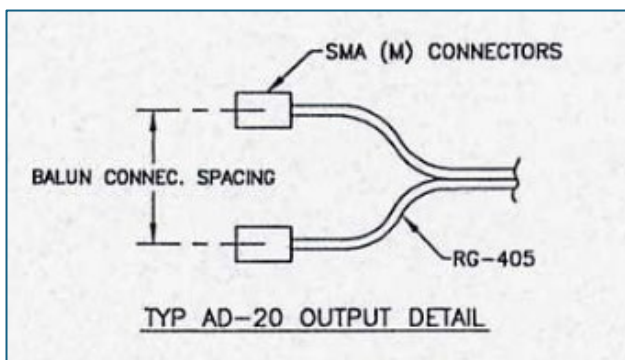 SMA (M) CONNECTORS
BALUN CONNEC. SPACING
RG-405
TYP AD-20 OUTPUT DETAIL